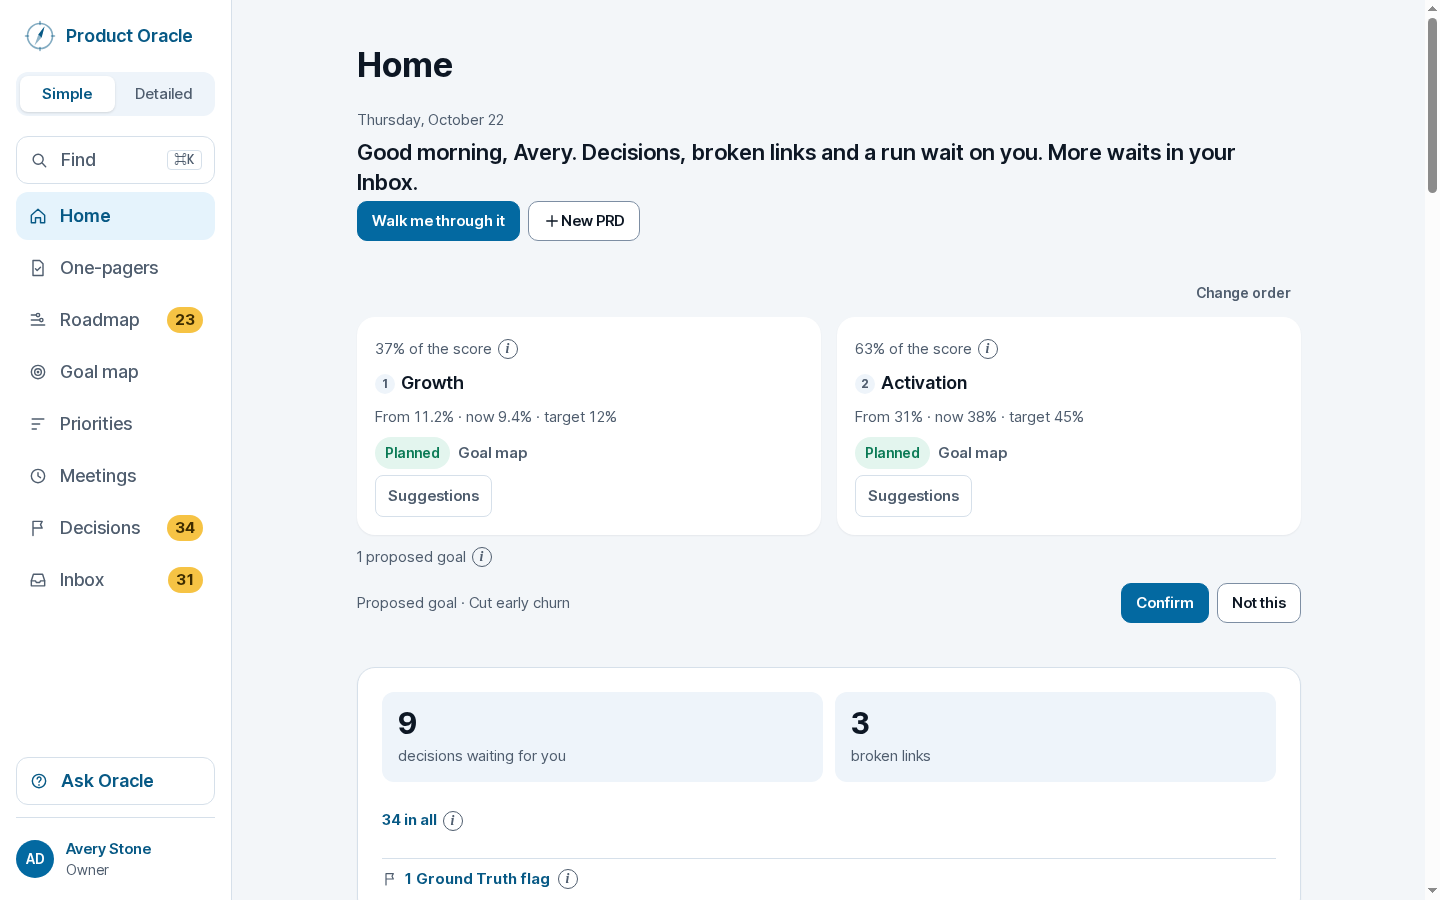 Product Oracle
Simple
Detailed
Find
⌘K
Home
One-pagers
Roadmap
23
Goal map
Priorities
Meetings
Decisions
34
Inbox
31
Ask Oracle
AD
Avery Stone
Owner
Home
Thursday, October 22
Good morning, Avery. Decisions, broken links and a run wait on you. More waits in your
Inbox.
Walk me through it
+ New PRD
Change order
37% of the score i
1 Growth
From 11.2% · now 9.4% · target 12%
Planned
Goal map
Suggestions
63% of the score i
2 Activation
From 31% · now 38% · target 45%
Planned
Goal map
Suggestions
1 proposed goal i
Proposed goal · Cut early churn
Confirm
Not this
9
decisions waiting for you
3
broken links
34 in all i
1 Ground Truth flag i